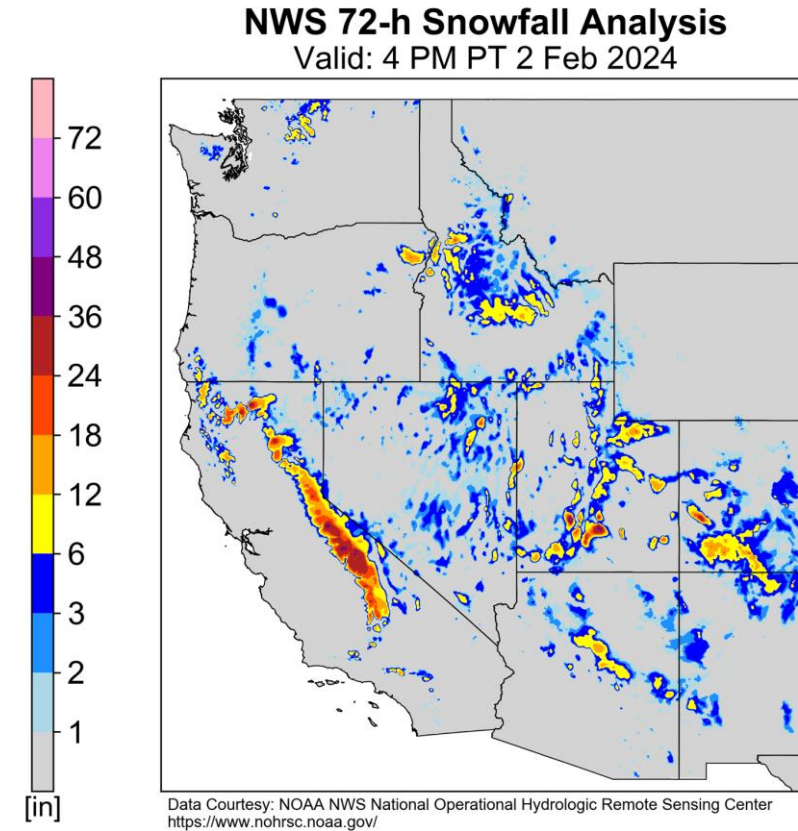 NWS 72-h Snowfall Analysis
Valid: 4 PM PT 2 Feb 2024
72
60
48
36
24
18
12
6
3
2
1
[in]
Data Courtesy: NOAA NWS National Operational Hydrologic Remote Sensing Center
https://www.nohrsc.noaa.gov/